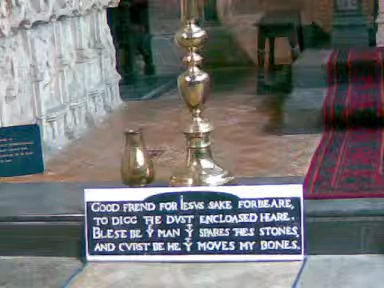 GOOD FREND FOR IESVS SAKE FORBEARE,
TO DIGG THE DVST ENCLOASED HEARE.
BLESE BE Y MAN Y SPARES THES STONES,
AND CVRST BE HE Y MOVES MY BONES.